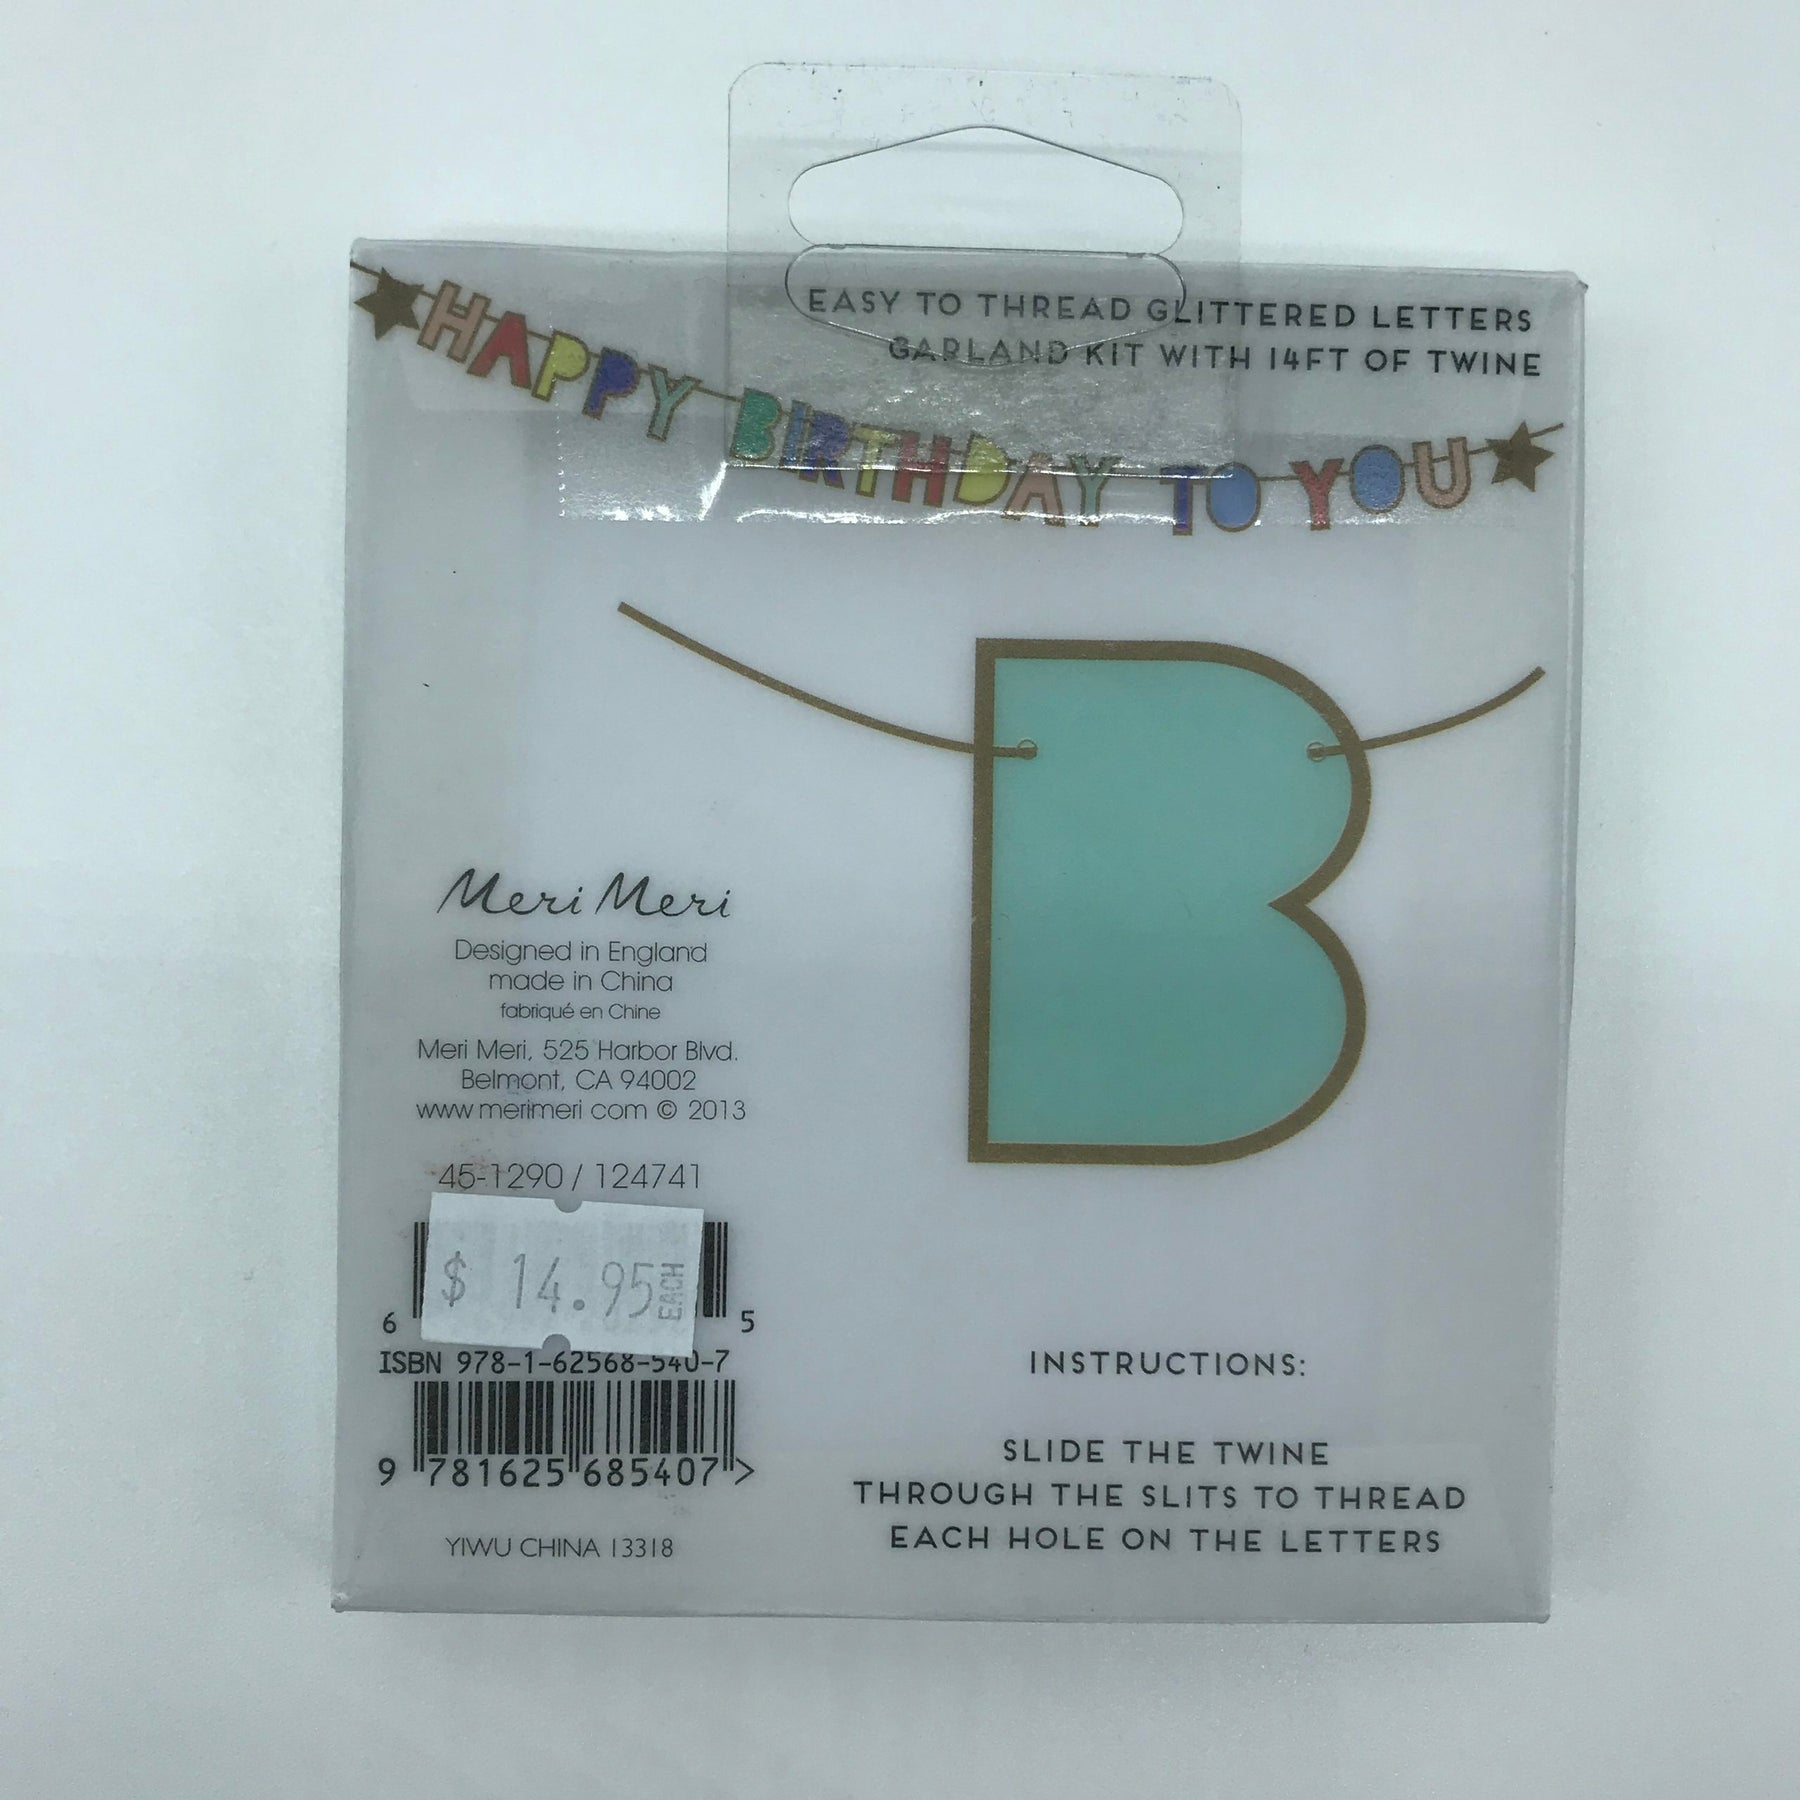 EASY TO THREAD GLITTERED LETTERS
GARLAND KIT WITH 14FT OF TWINE
HAPPY BIRTHDAY TO YOU
B
Meri Meri
Designed in England
made in China
fabriqué en Chine
Meri Meri, 525 Harbor Blvd.
Belmont, CA 94002
www.merimeri.com © 2013
45-1290 / 124741
$ 14.95 EACH
6 5
ISBN 978-1-62568-540-7
9 781625 685407 >
YIWU CHINA 13318
INSTRUCTIONS:
SLIDE THE TWINE
THROUGH THE SLITS TO THREAD
EACH HOLE ON THE LETTERS